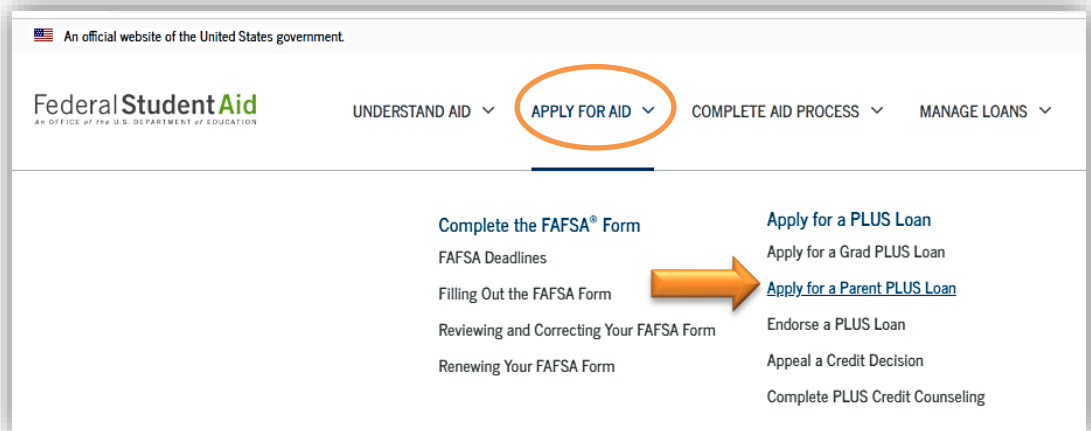 An official website of the United States government.
Federal Student Aid
An OFFICE of the U.S. DEPARTMENT of EDUCATION
UNDERSTAND AID
APPLY FOR AID
COMPLETE AID PROCESS
MANAGE LOANS
Complete the FAFSA® Form
FAFSA Deadlines
Filling Out the FAFSA Form
Reviewing and Correcting Your FAFSA Form
Renewing Your FAFSA Form
Apply for a PLUS Loan
Apply for a Grad PLUS Loan
Apply for a Parent PLUS Loan
Endorse a PLUS Loan
Appeal a Credit Decision
Complete PLUS Credit Counseling